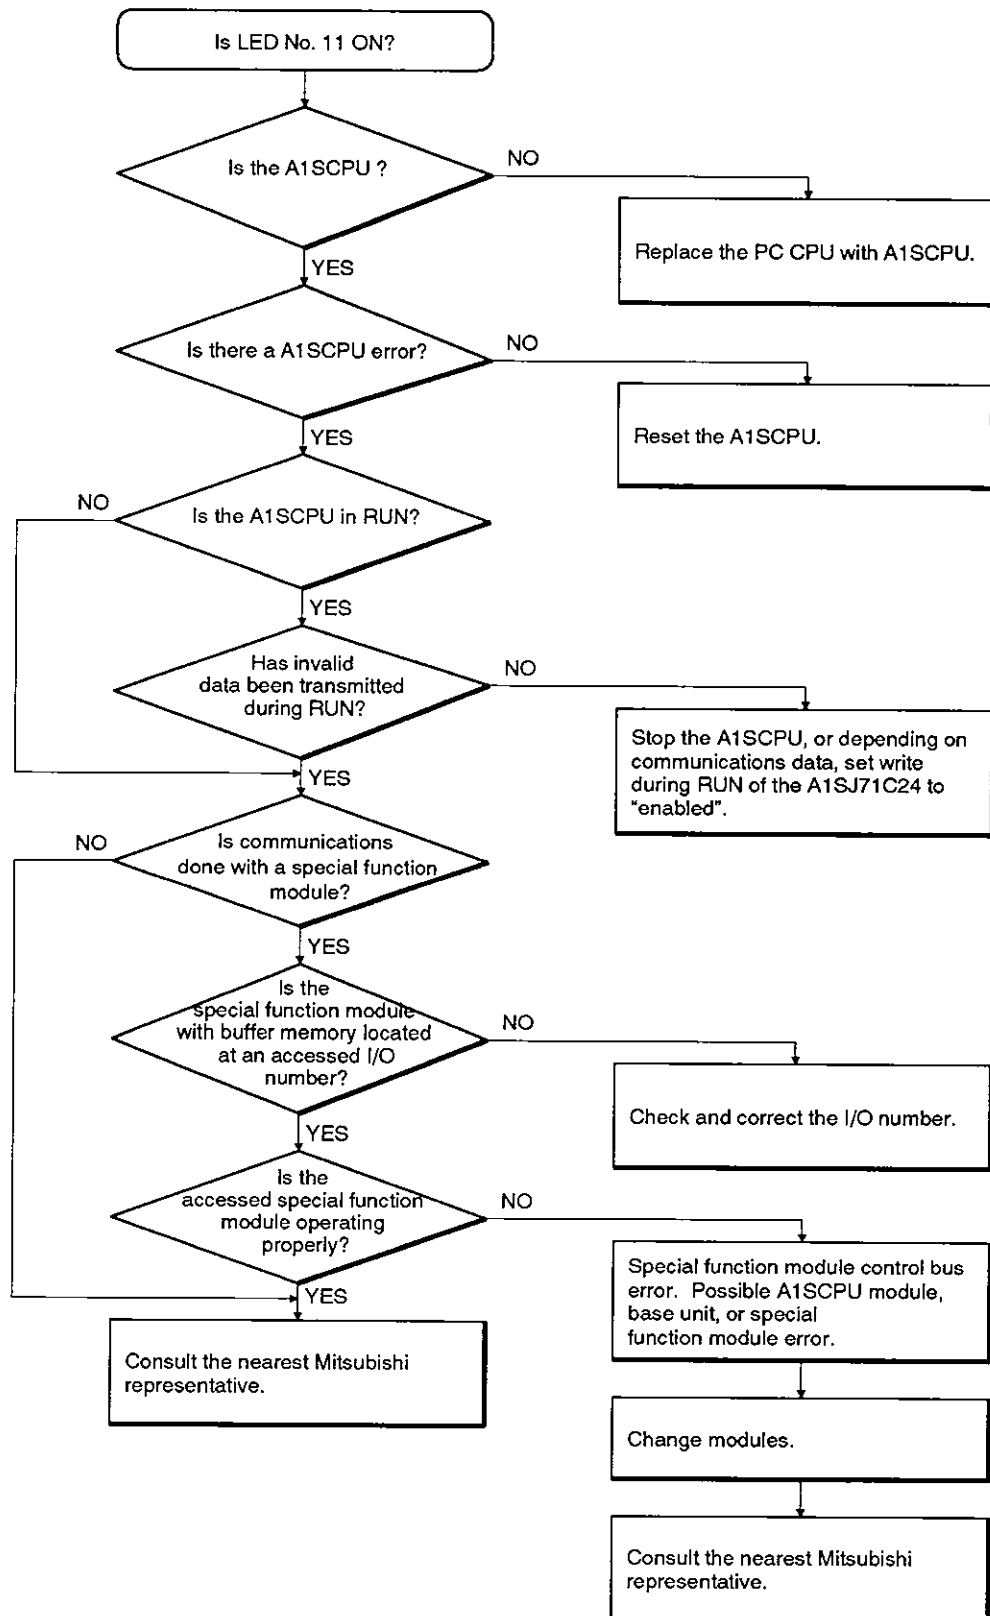 Is LED No. 11 ON?
Is the A1SCPU ?
NO
Replace the PC CPU with A1SCPU.
YES
Is there a A1SCPU error?
NO
Reset the A1SCPU.
YES
NO
Is the A1SCPU in RUN?
YES
Has invalid
data been transmitted
during RUN?
NO
Stop the A1SCPU, or depending on
communications data, set write
during RUN of the A1SJ71C24 to
"enabled".
YES
NO
Is communications
done with a special function
module?
YES
Is the
special function module
with buffer memory located
at an accessed I/O
number?
NO
Check and correct the I/O number.
YES
Is the
accessed special function
module operating
properly?
NO
Special function module control bus
error. Possible A1SCPU module,
base unit, or special
function module error.
YES
Consult the nearest Mitsubishi
representative.
Change modules.
Consult the nearest Mitsubishi
representative.